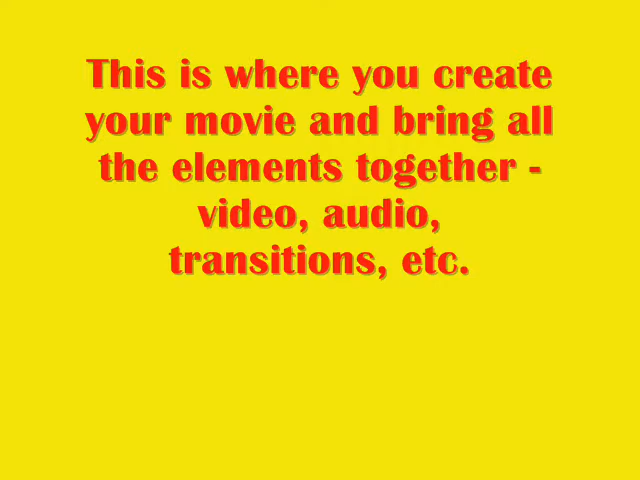 This is where you create
your movie and bring all
the elements together -
video, audio,
transitions, etc.